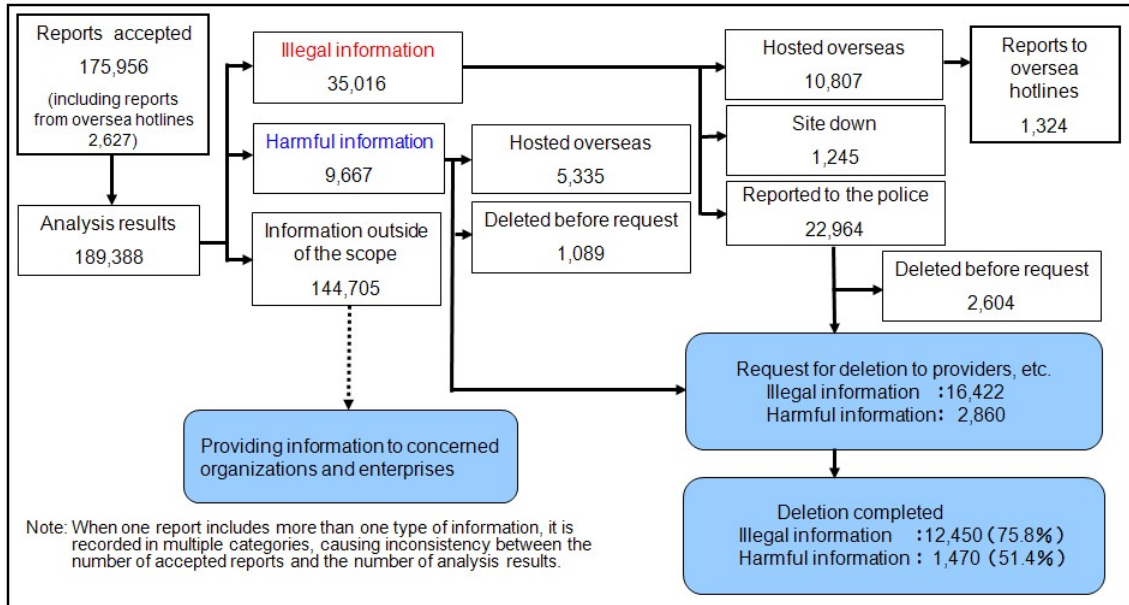 Reports accepted
175,956
(including reports
from oversea hotlines
2,627)
Analysis results
189,388
Illegal information
35,016
Harmful information
9,667
Information outside
of the scope
144,705
Hosted overseas
5,335
Deleted before request
1,089
Hosted overseas
10,807
Site down
1,245
Reported to the police
22,964
Reports to
oversea
hotlines
1,324
Deleted before request
2,604
Request for deletion to providers, etc.
Illegal information :16,422
Harmful information: 2,860
Providing information to concerned
organizations and enterprises
Deletion completed
Illegal information :12,450 (75.8%)
Harmful information : 1,470 (51.4%)
Note: When one report includes more than one type of information, it is
recorded in multiple categories, causing inconsistency between the
number of accepted reports and the number of analysis results.